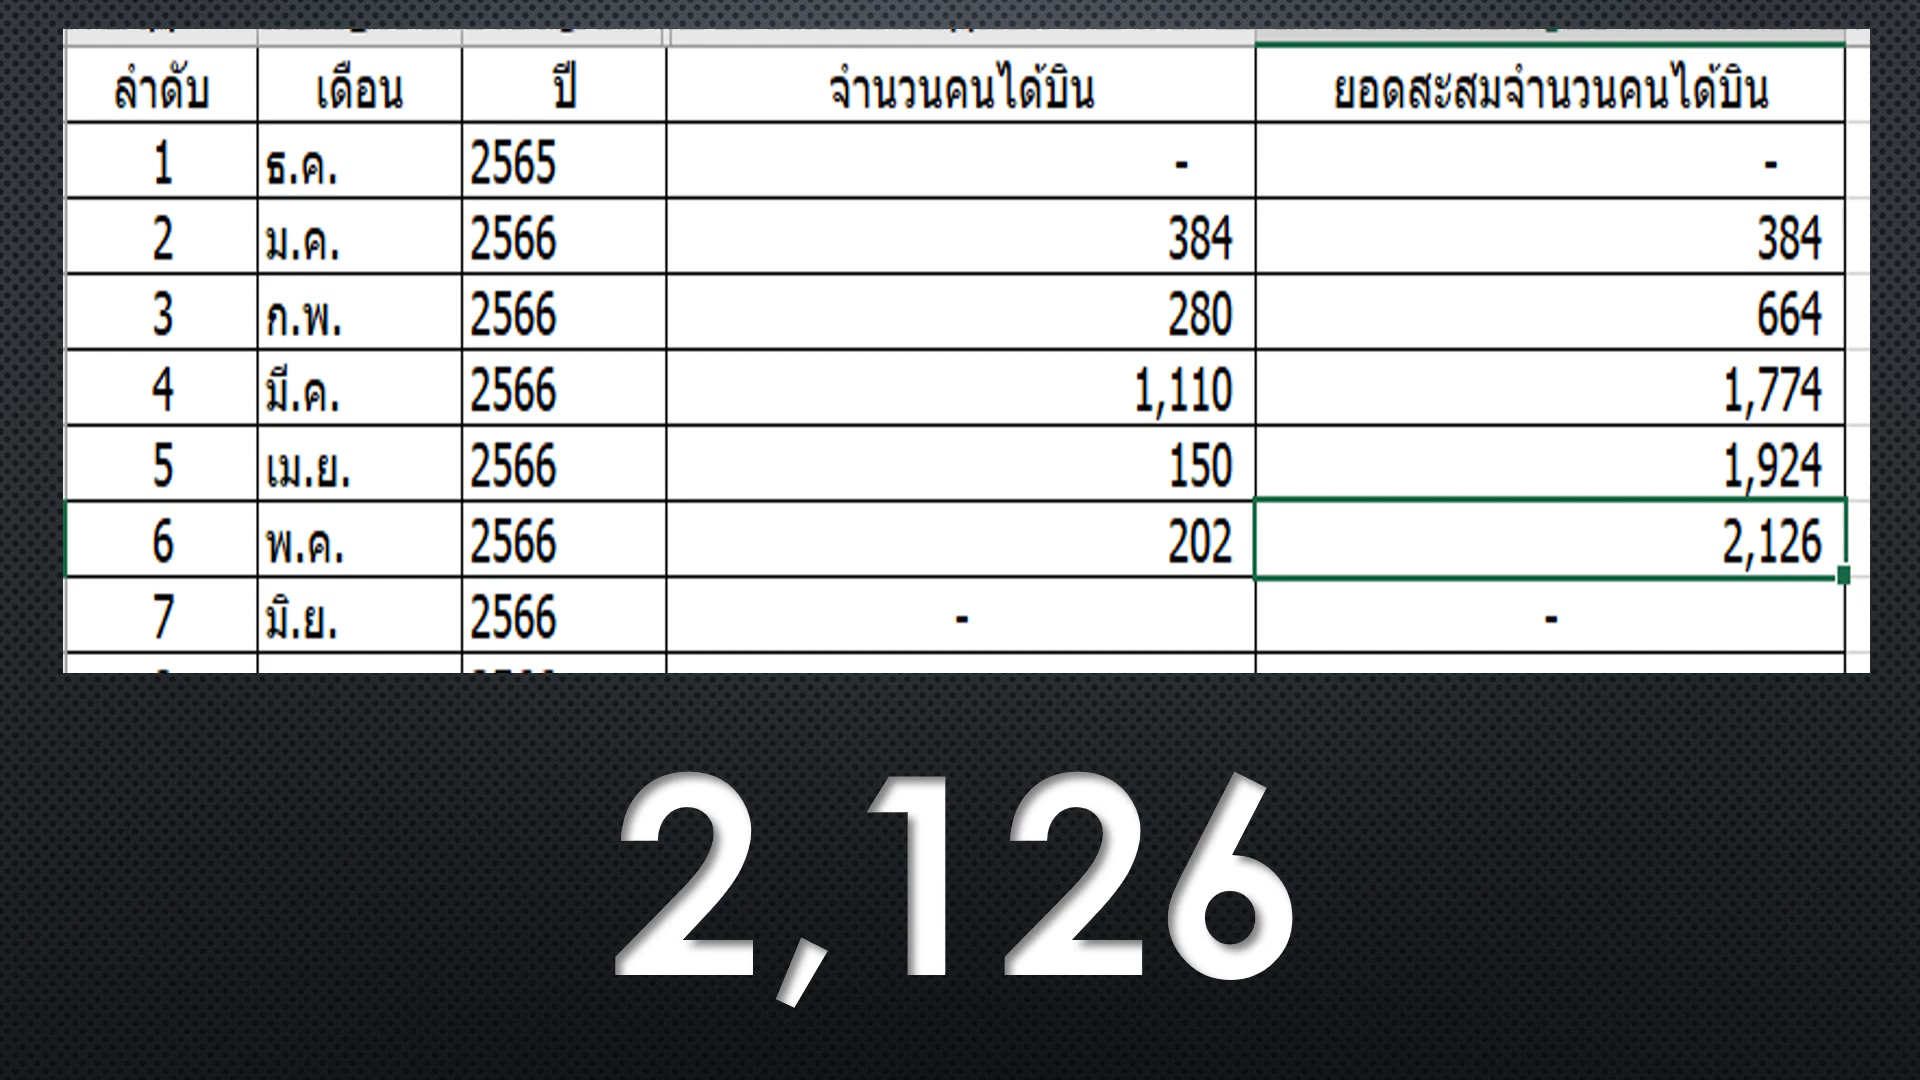 ลำดับ เดือน ปี จำนวนคนได้บิน ยอดสะสมจำนวนคนได้บิน
1 ธ.ค. 2565 - -
2 ม.ค. 2566 384 384
3 ก.พ. 2566 280 664
4 มี.ค. 2566 1,110 1,774
5 เม.ย. 2566 150 1,924
6 พ.ค. 2566 202 2,126
7 มิ.ย. 2566 - -
2,126